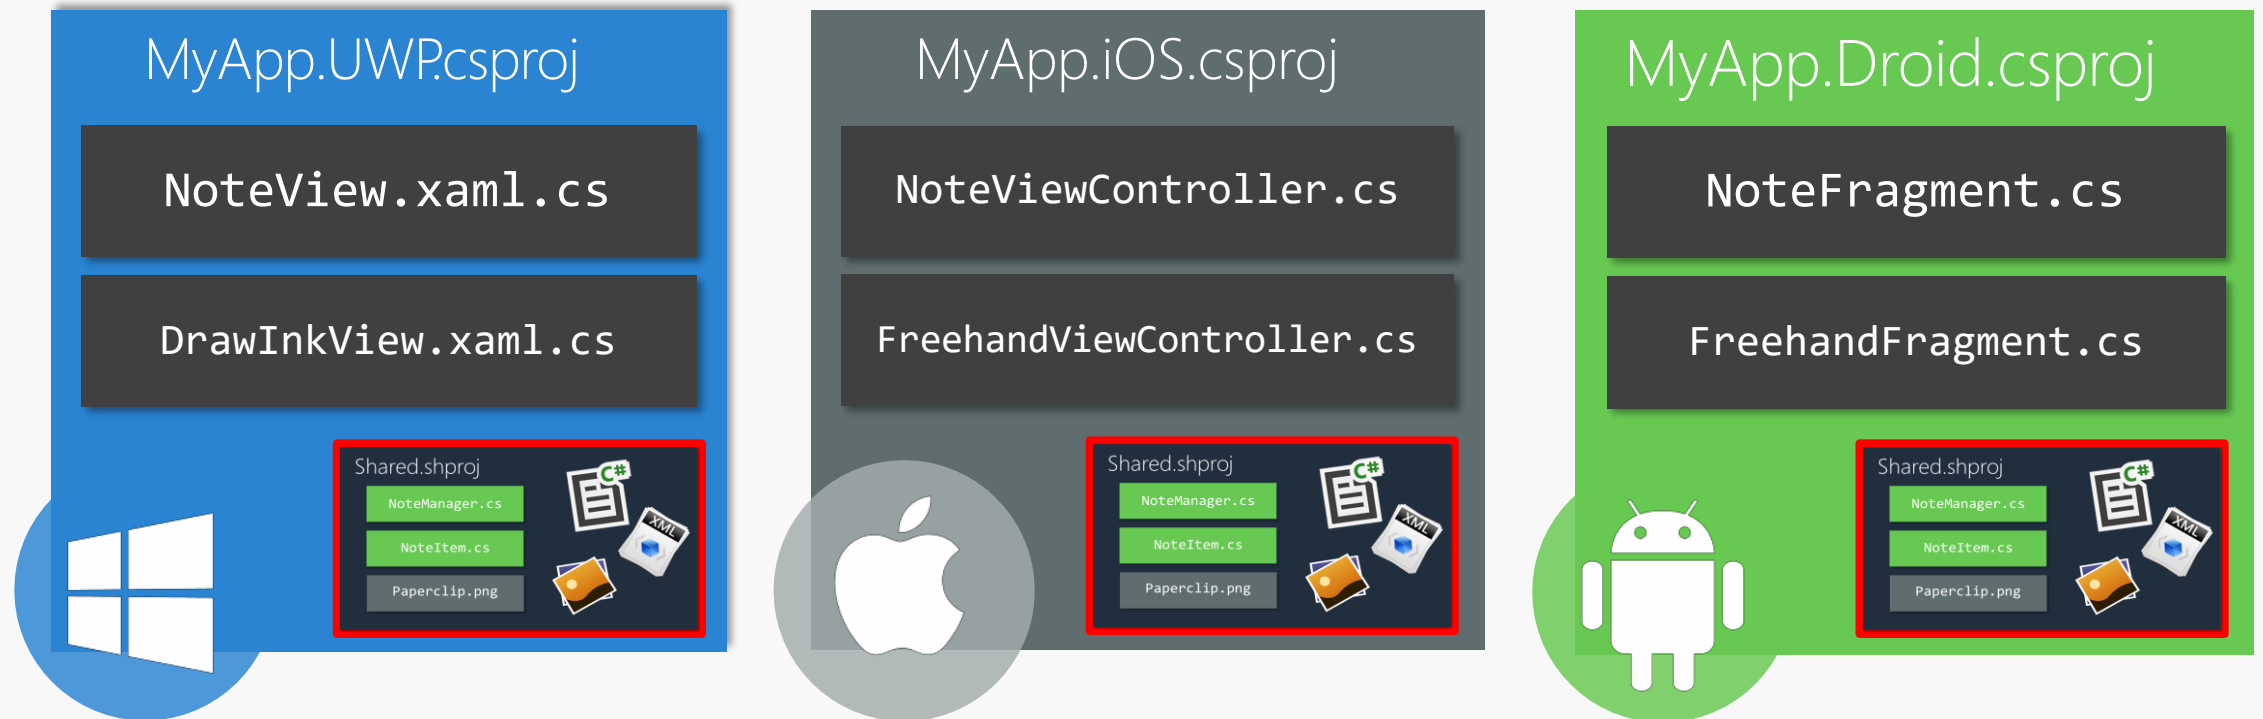 MyApp.UWP.csproj
NoteView.xaml.cs
DrawInkView.xaml.cs
Shared.shproj
NoteManager.cs
NoteItem.cs
Paperclip.png
C#
XML
MyApp.iOS.csproj
NoteViewController.cs
FreehandViewController.cs
Shared.shproj
NoteManager.cs
NoteItem.cs
Paperclip.png
C#
XML
MyApp.Droid.csproj
NoteFragment.cs
FreehandFragment.cs
Shared.shproj
NoteManager.cs
NoteItem.cs
Paperclip.png
C#
XML